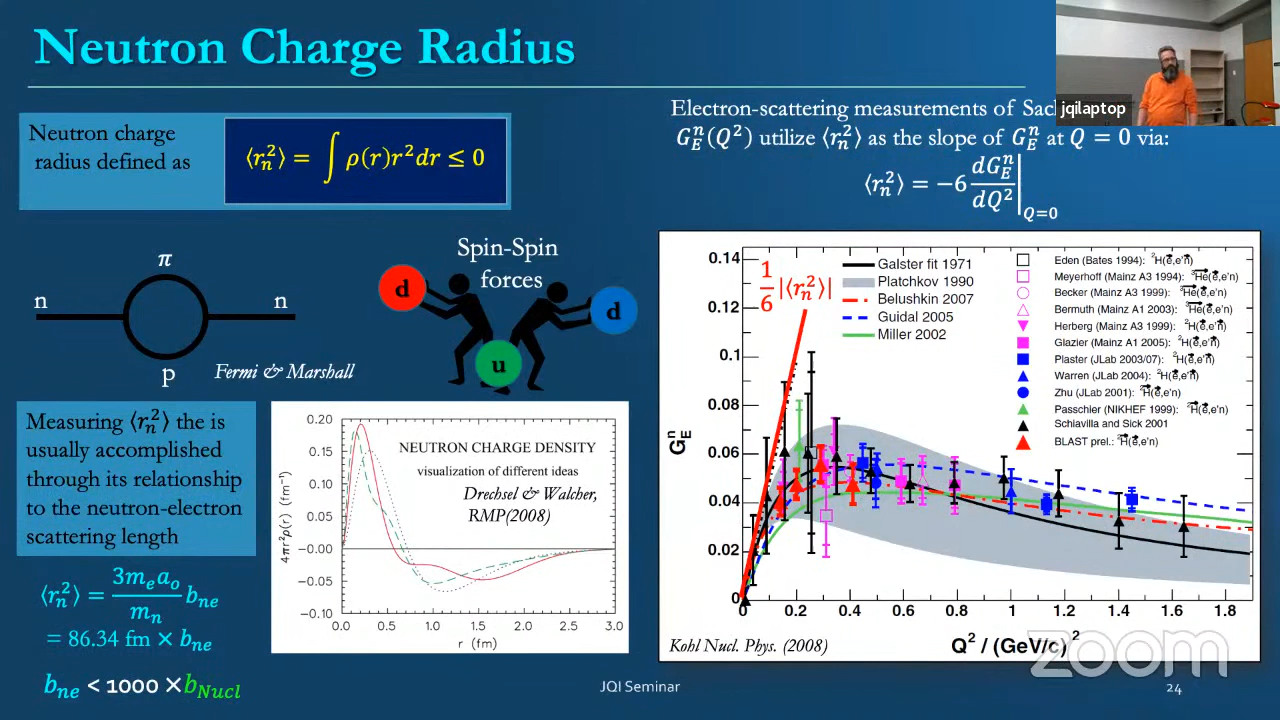 Neutron Charge Radius
Neutron charge
radius defined as
⟨r_n^2⟩ = ∫ ρ(r)r^2dr ≤ 0
Electron-scattering measurements of
G_E^n(Q^2) utilize ⟨r_n^2⟩ as the slope of G_E^n at Q = 0 via:
⟨r_n^2⟩ = −6 dG_E^n/dQ^2 |_{Q=0}
jqilaptop
π
n
n
p
Fermi & Marshall
Spin-Spin
forces
d
d
u
Measuring ⟨r_n^2⟩ the is
usually accomplished
through its relationship
to the neutron-electron
scattering length
⟨r_n^2⟩ = 3m_e a_o/m_n b_ne
= 86.34 fm × b_ne
b_ne < 1000 × b_Nucl
NEUTRON CHARGE DENSITY
visualization of different ideas
Drechsel & Walcher,
RMP(2008)
4πr^2ρ(r) (fm^-1)
0.20
0.15
0.10
0.05
−0.00
−0.05
−0.10
0.0 0.5 1.0 1.5 2.0 2.5 3.0
r (fm)
G_E^n
0.14
0.12
0.1
0.08
0.06
0.04
0.02
0
0 0.2 0.4 0.6 0.8 1 1.2 1.4 1.6 1.8
Q^2 / (GeV/c)^2
1/6 |⟨r_n^2⟩|
Galster fit 1971
Platchkov 1990
Belushkin 2007
Guidal 2005
Miller 2002
Eden (Bates 1994): ²H(e⃗,e'n⃗)
Meyerhoff (Mainz A3 1994): ³He⃗(e⃗,e'n)
Becker (Mainz A3 1999): ³He⃗(e⃗,e'n)
Bermuth (Mainz A1 2003): ³He⃗(e⃗,e'n)
Herberg (Mainz A3 1999): ²H(e⃗,e'n⃗)
Glazier (Mainz A1 2005): ²H(e⃗,e'n⃗)
Plaster (JLab 2003/07): ²H(e⃗,e'n⃗)
Warren (JLab 2004): ²H⃗(e⃗,e'n)
Zhu (JLab 2001): ²H⃗(e⃗,e'n)
Passchier (NIKHEF 1999): ²H⃗(e⃗,e'n)
Schiavilla and Sick 2001
BLAST prel.: ²H⃗(e⃗,e'n)
Kohl Nucl. Phys. (2008)
zoom
JQI Seminar
24